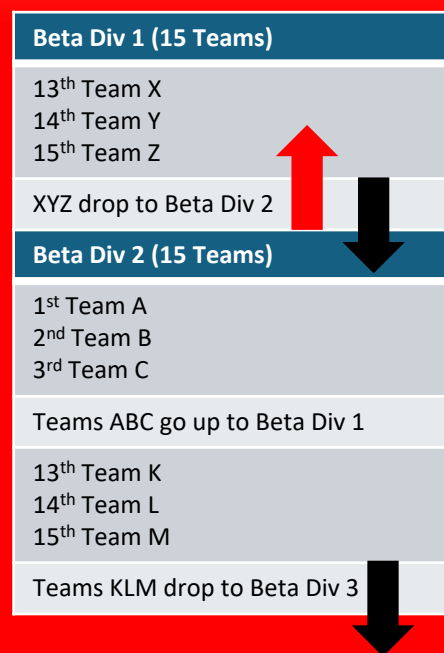 Beta Div 1 (15 Teams)
13th Team X
14th Team Y
15th Team Z
XYZ drop to Beta Div 2
Beta Div 2 (15 Teams)
1st Team A
2nd Team B
3rd Team C
Teams ABC go up to Beta Div 1
13th Team K
14th Team L
15th Team M
Teams KLM drop to Beta Div 3